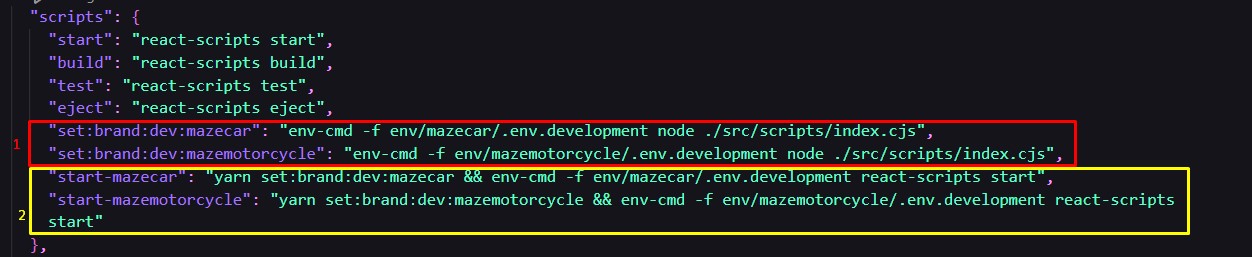 "scripts": {
"start": "react-scripts start",
"build": "react-scripts build",
"test": "react-scripts test",
"eject": "react-scripts eject",
1
"set:brand:dev:mazecar": "env-cmd -f env/mazecar/.env.development node ./src/scripts/index.cjs",
"set:brand:dev:mazemotorcycle": "env-cmd -f env/mazemotorcycle/.env.development node ./src/scripts/index.cjs",
2
"start-mazecar": "yarn set:brand:dev:mazecar && env-cmd -f env/mazecar/.env.development react-scripts start",
"start-mazemotorcycle": "yarn set:brand:dev:mazemotorcycle && env-cmd -f env/mazemotorcycle/.env.development react-scripts
start"
},